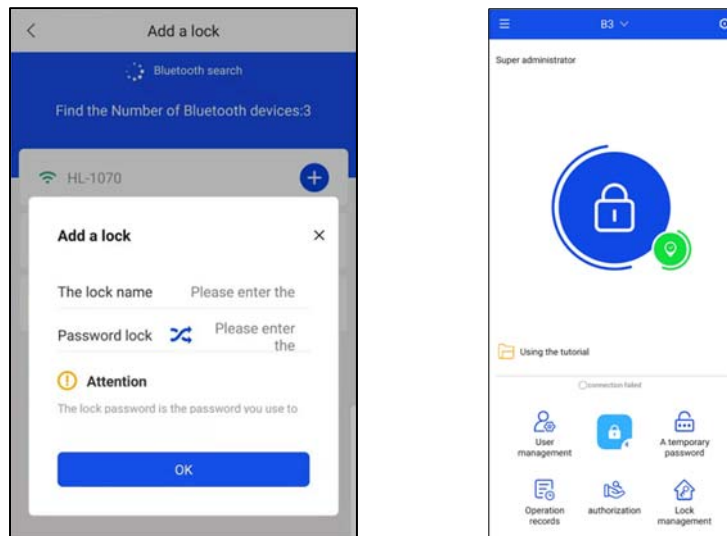 Add a lock
Bluetooth search
Find the Number of Bluetooth devices:3
HL-1070
Add a lock
The lock name Please enter the
Password lock Please enter
the
Attention
The lock password is the password you use to
OK
B3
Super administrator
Using the tutorial
connection failed
User
management
A temporary
password
Operation
records
authorization
Lock
management